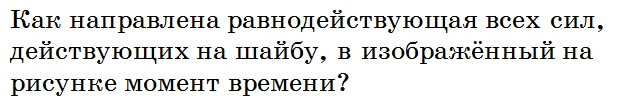 Как направлена равнодействующая всех сил,
действующих на шайбу, в изображённый на
рисунке момент времени?